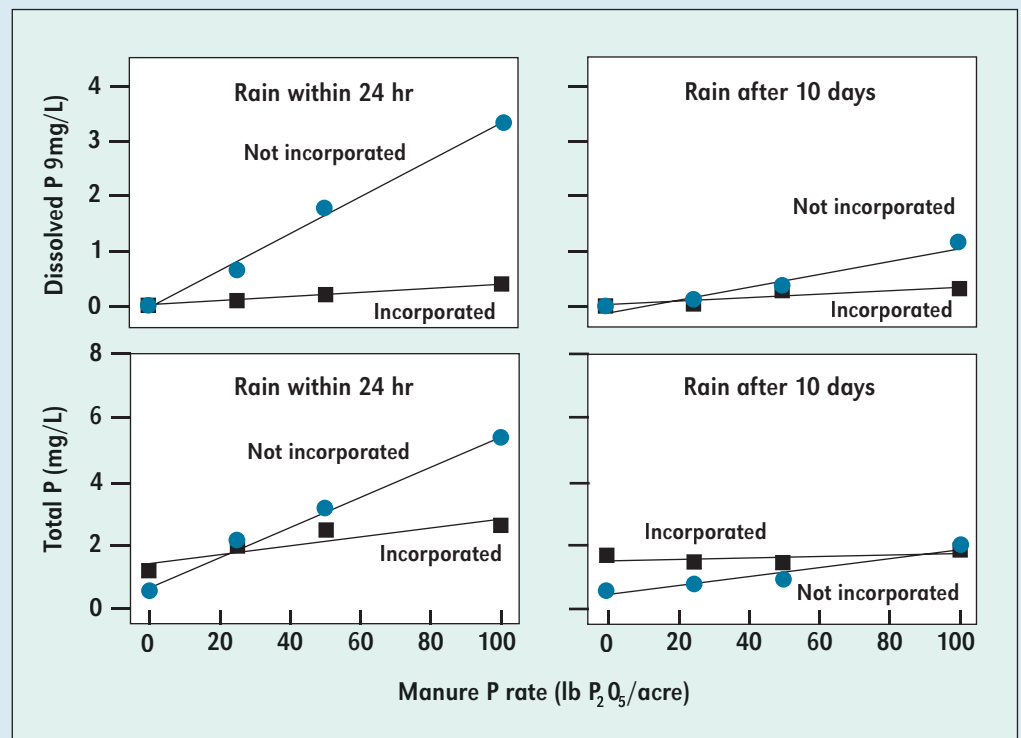 Dissolved P 9mg/L)
4
3
2
1
0
Rain within 24 hr
Not incorporated
Incorporated
Rain after 10 days
Not incorporated
Incorporated
Total P (mg/L)
8
6
4
2
0
Rain within 24 hr
Not incorporated
Incorporated
Rain after 10 days
Incorporated
Not incorporated
0 20 40 60 80 100
0 20 40 60 80 100
Manure P rate (lb P₂0₅/acre)